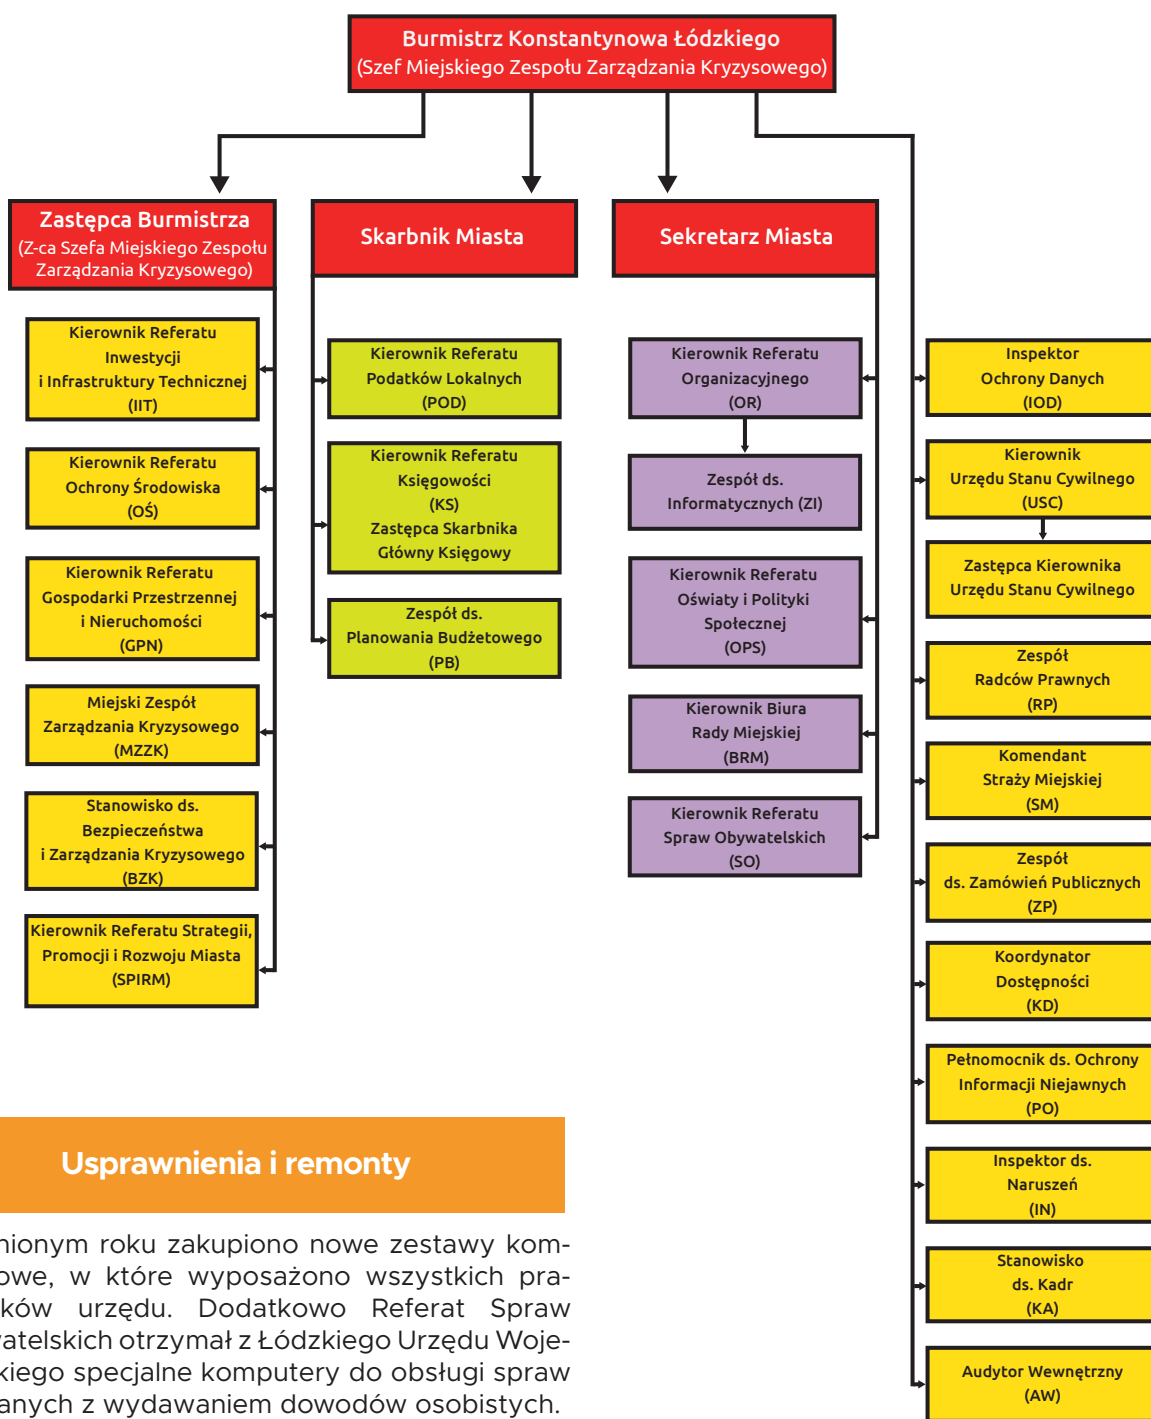 Burmistrz Konstantynowa Łódzkiego
(Szef Miejskiego Zespołu Zarządzania Kryzysowego)
Zastępca Burmistrza
(Z-ca Szefa Miejskiego Zespołu
Zarządzania Kryzysowego)
Skarbnik Miasta
Sekretarz Miasta
Kierownik Referatu
Inwestycji
i Infrastruktury Technicznej
(IIT)
Kierownik Referatu
Ochrony Środowiska
(OŚ)
Kierownik Referatu
Gospodarki Przestrzennej
i Nieruchomości
(GPN)
Miejski Zespół
Zarządzania Kryzysowego
(MZZK)
Stanowisko ds.
Bezpieczeństwa
i Zarządzania Kryzysowego
(BZK)
Kierownik Referatu Strategii,
Promocji i Rozwoju Miasta
(SPIRM)
Kierownik Referatu
Podatków Lokalnych
(POD)
Kierownik Referatu
Księgowości
(KS)
Zastępca Skarbnika
Główny Księgowy
Zespół ds.
Planowania Budżetowego
(PB)
Kierownik Referatu
Organizacyjnego
(OR)
Zespół ds.
Informatycznych (ZI)
Kierownik Referatu
Oświaty i Polityki
Społecznej
(OPS)
Kierownik Biura
Rady Miejskiej
(BRM)
Kierownik Referatu
Spraw Obywatelskich
(SO)
Inspektor
Ochrony Danych
(IOD)
Kierownik
Urzędu Stanu Cywilnego
(USC)
Zastępca Kierownika
Urzędu Stanu Cywilnego
Zespół
Radców Prawnych
(RP)
Komendant
Straży Miejskiej
(SM)
Zespół
ds. Zamówień Publicznych
(ZP)
Koordynator
Dostępności
(KD)
Pełnomocnik ds. Ochrony
Informacji Niejawnych
(PO)
Inspektor ds.
Naruszeń
(IN)
Stanowisko
ds. Kadr
(KA)
Audytor Wewnętrzny
(AW)
Usprawnienia i remonty
nionym roku zakupiono nowe zestawy kom-
owe, w które wyposażono wszystkich pra-
ków urzędu. Dodatkowo Referat Spraw
watelskich otrzymał z Łódzkiego Urzędu Woje-
kiego specjalne komputery do obsługi spraw
anych z wydawaniem dowodów osobistych.